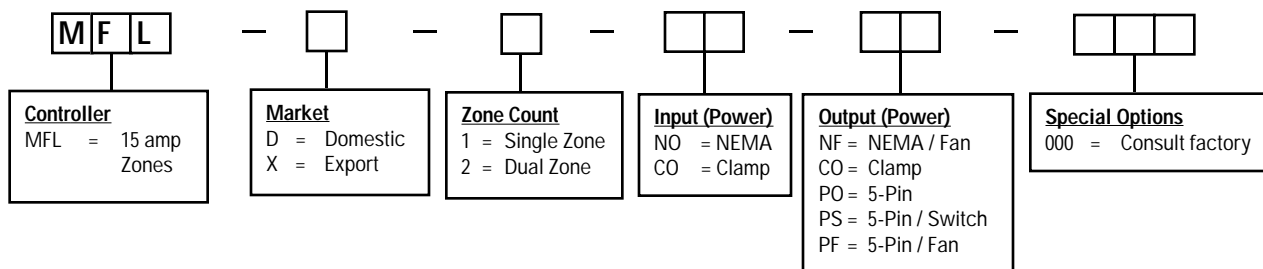 M F L – – – – –
Controller
MFL = 15 amp
Zones
Market
D = Domestic
X = Export
Zone Count
1 = Single Zone
2 = Dual Zone
Input (Power)
NO = NEMA
CO = Clamp
Output (Power)
NF = NEMA / Fan
CO = Clamp
PO = 5-Pin
PS = 5-Pin / Switch
PF = 5-Pin / Fan
Special Options
000 = Consult factory